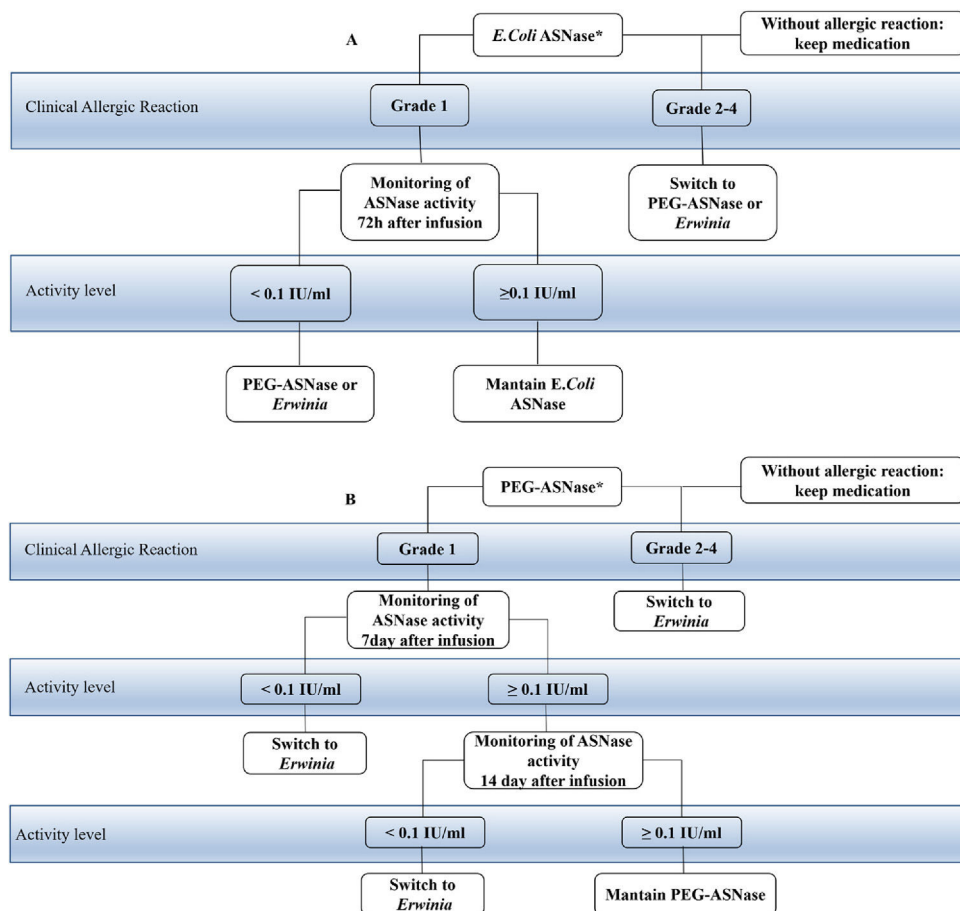 A
E.Coli ASNase*
Without allergic reaction:
keep medication
Clinical Allergic Reaction
Grade 1
Grade 2-4
Monitoring of
ASNase activity
72h after infusion
Switch to
PEG-ASNase or
Erwinia
Activity level
< 0.1 IU/ml
≥0.1 IU/ml
PEG-ASNase or
Erwinia
Mantain E.Coli
ASNase
B
PEG-ASNase*
Without allergic reaction:
keep medication
Clinical Allergic Reaction
Grade 1
Grade 2-4
Monitoring of
ASNase activity
7day after infusion
Switch to
Erwinia
Activity level
< 0.1 IU/ml
≥ 0.1 IU/ml
Switch to
Erwinia
Monitoring of ASNase
activity
14 day after infusion
Activity level
< 0.1 IU/ml
≥ 0.1 IU/ml
Switch to
Erwinia
Mantain PEG-ASNase